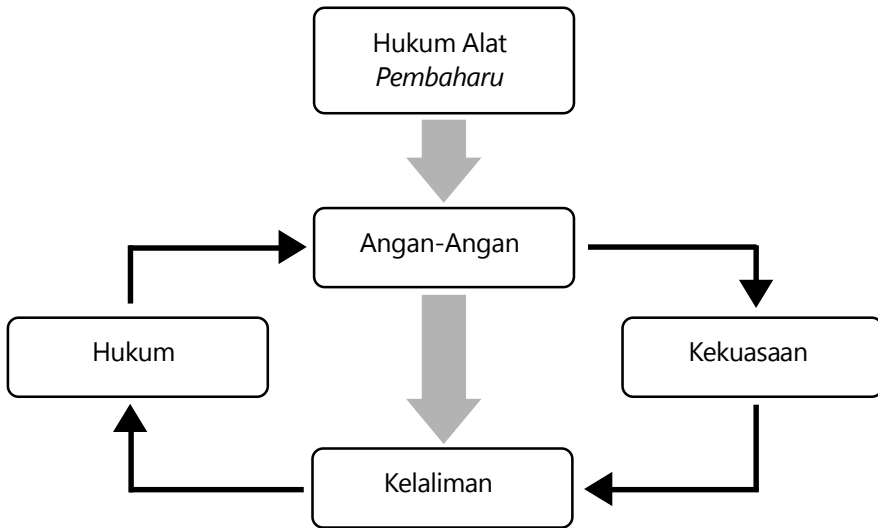 Hukum Alat
Pembaharu
Angan-Angan
Hukum
Kekuasaan
Kelaliman